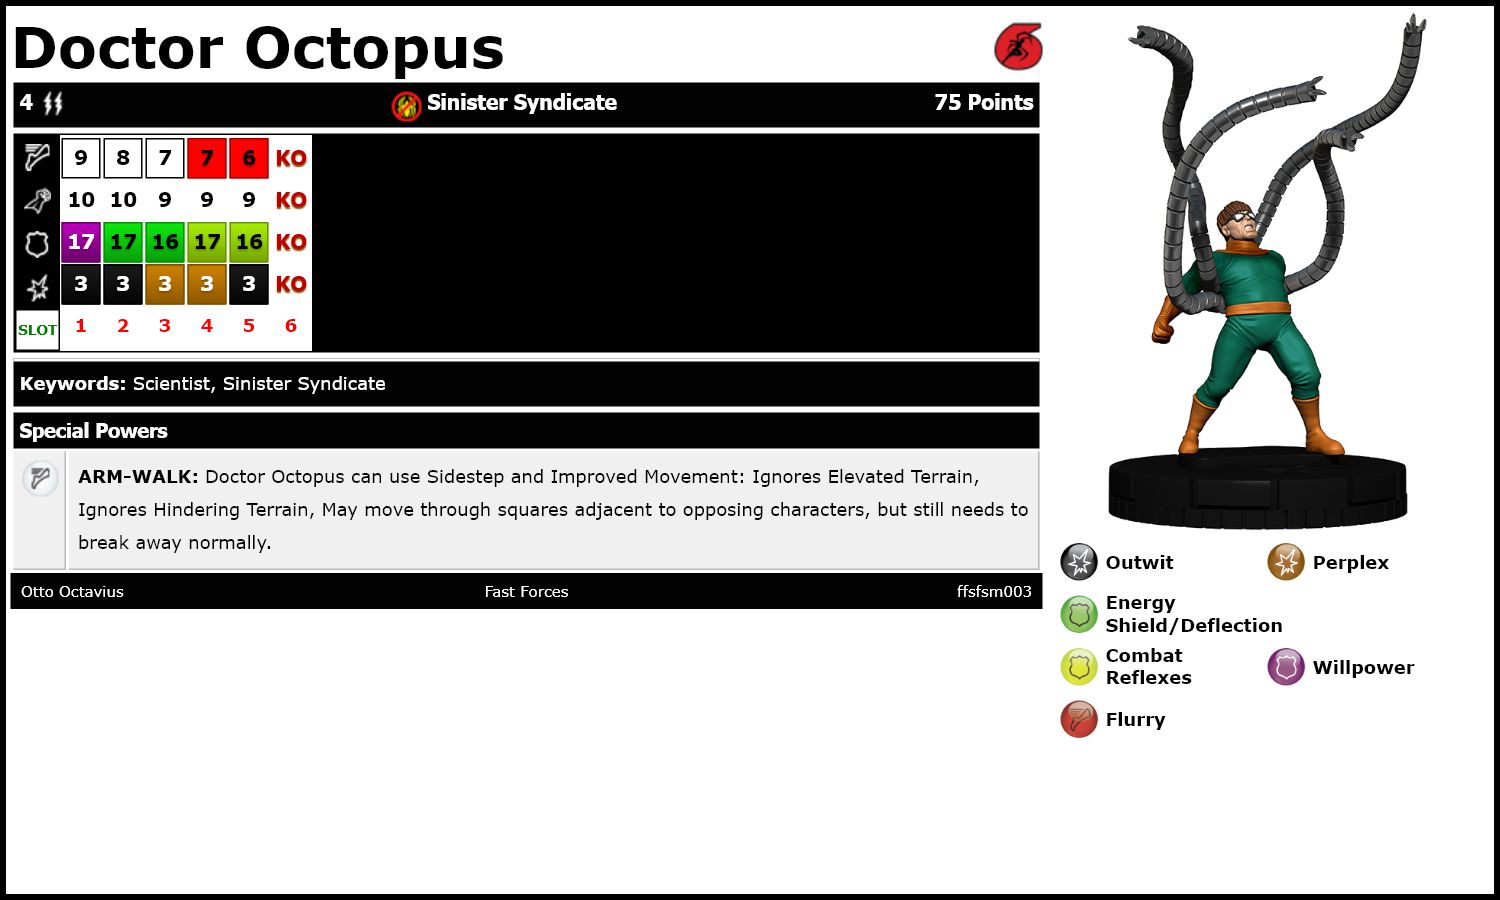 Doctor Octopus
4 Sinister Syndicate 75 Points
9 8 7 7 6 KO
10 10 9 9 9 KO
17 17 16 17 16 KO
3 3 3 3 3 KO
SLOT 1 2 3 4 5 6
Keywords: Scientist, Sinister Syndicate
Special Powers
ARM-WALK: Doctor Octopus can use Sidestep and Improved Movement: Ignores Elevated Terrain,
Ignores Hindering Terrain, May move through squares adjacent to opposing characters, but still needs to
break away normally.
Otto Octavius Fast Forces ffsfsm003
Outwit Perplex
Energy
Shield/Deflection
Combat
Reflexes
Willpower
Flurry